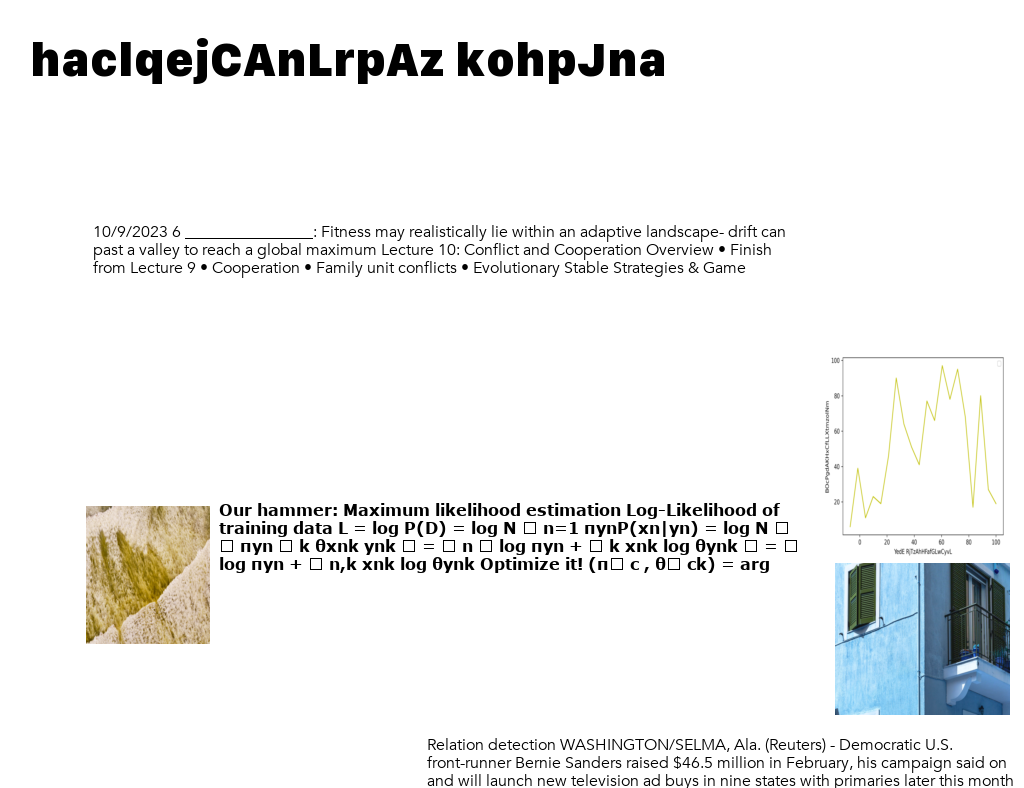 haclqejCAnLrpAz kohpJna
10/9/2023 6 ________________: Fitness may realistically lie within an adaptive landscape- drift can
past a valley to reach a global maximum Lecture 10: Conflict and Cooperation Overview • Finish
from Lecture 9 • Cooperation • Family unit conflicts • Evolutionary Stable Strategies & Game
100
80
60
40
20
0 20 40 60 80 100
Our hammer: Maximum likelihood estimation Log-Likelihood of
training data L = log P(D) = log N □ n=1 πynP(xn|yn) = log N □
□ πyn □ k θxnk ynk □ = □ n □ log πyn + □ k xnk log θynk □ = □
log πyn + □ n,k xnk log θynk Optimize it! (π□ c , θ□ ck) = arg
Relation detection WASHINGTON/SELMA, Ala. (Reuters) - Democratic U.S.
front-runner Bernie Sanders raised $46.5 million in February, his campaign said on
and will launch new television ad buys in nine states with primaries later this month